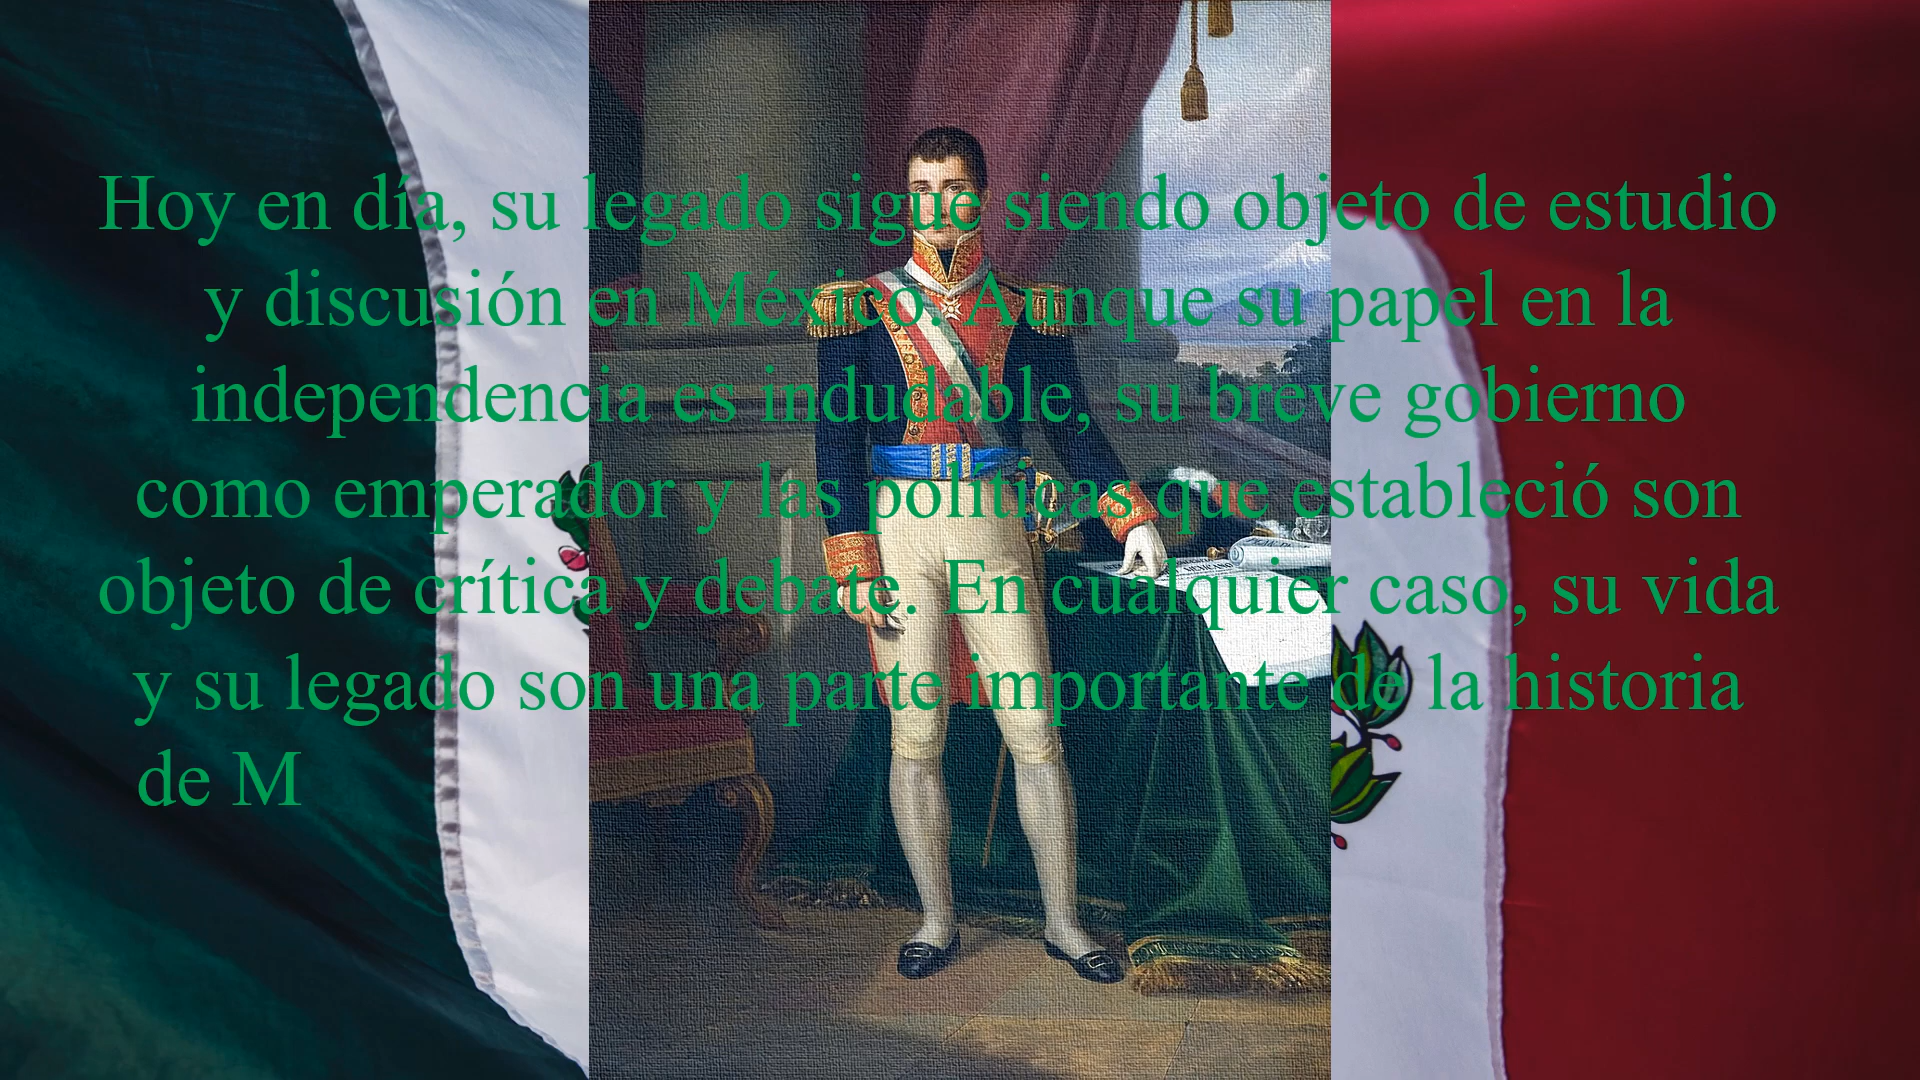 Hoy en día, su legado sigue siendo objeto de estudio
y discusión en México. Aunque su papel en la
independencia es indudable, su breve gobierno
como emperador y las políticas que estableció son
objeto de crítica y debate. En cualquier caso, su vida
y su legado son una parte importante de la historia
de M